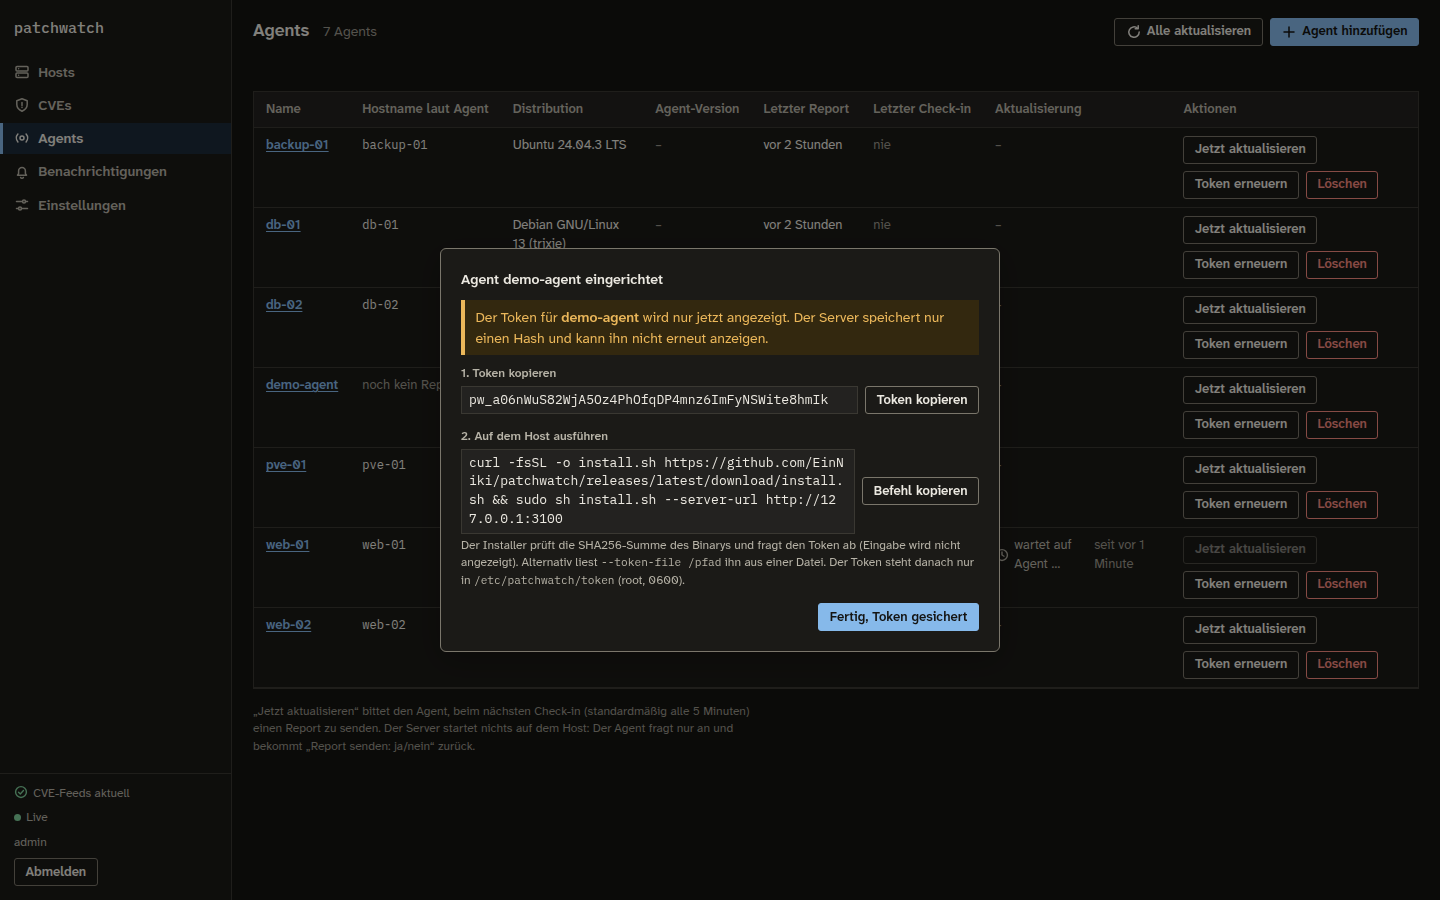 patchwatch
Hosts
CVEs
Agents
Benachrichtigungen
Einstellungen
CVE-Feeds aktuell
Live
admin
Abmelden
Agents 7 Agents
Alle aktualisieren
Agent hinzufügen
Name Hostname laut Agent Distribution Agent-Version Letzter Report Letzter Check-in Aktualisierung Aktionen
backup-01 backup-01 Ubuntu 24.04.3 LTS – vor 2 Stunden nie – Jetzt aktualisieren
Token erneuern Löschen
db-01 db-01 Debian GNU/Linux – vor 2 Stunden nie – Jetzt aktualisieren
13 (trixie)
Token erneuern Löschen
db-02 db-02 Jetzt aktualisieren
Token erneuern Löschen
demo-agent noch kein Rep Jetzt aktualisieren
Token erneuern Löschen
pve-01 pve-01 Jetzt aktualisieren
Token erneuern Löschen
web-01 web-01 wartet auf seit vor 1 Jetzt aktualisieren
Agent ... Minute
Token erneuern Löschen
web-02 web-02 Jetzt aktualisieren
Token erneuern Löschen
„Jetzt aktualisieren“ bittet den Agent, beim nächsten Check-in (standardmäßig alle 5 Minuten)
einen Report zu senden. Der Server startet nichts auf dem Host: Der Agent fragt nur an und
bekommt „Report senden: ja/nein“ zurück.
Agent demo-agent eingerichtet
Der Token für demo-agent wird nur jetzt angezeigt. Der Server speichert nur
einen Hash und kann ihn nicht erneut anzeigen.
1. Token kopieren
pw_a06nWuS82WjA5Oz4PhOfqDP4mnz6ImFyNSWite8hmIk Token kopieren
2. Auf dem Host ausführen
curl -fsSL -o install.sh https://github.com/EinN
iki/patchwatch/releases/latest/download/install.
sh && sudo sh install.sh --server-url http://12
7.0.0.1:3100
Befehl kopieren
Der Installer prüft die SHA256-Summe des Binarys und fragt den Token ab (Eingabe wird nicht
angezeigt). Alternativ liest --token-file /pfad ihn aus einer Datei. Der Token steht danach nur
in /etc/patchwatch/token (root, 0600).
Fertig, Token gesichert